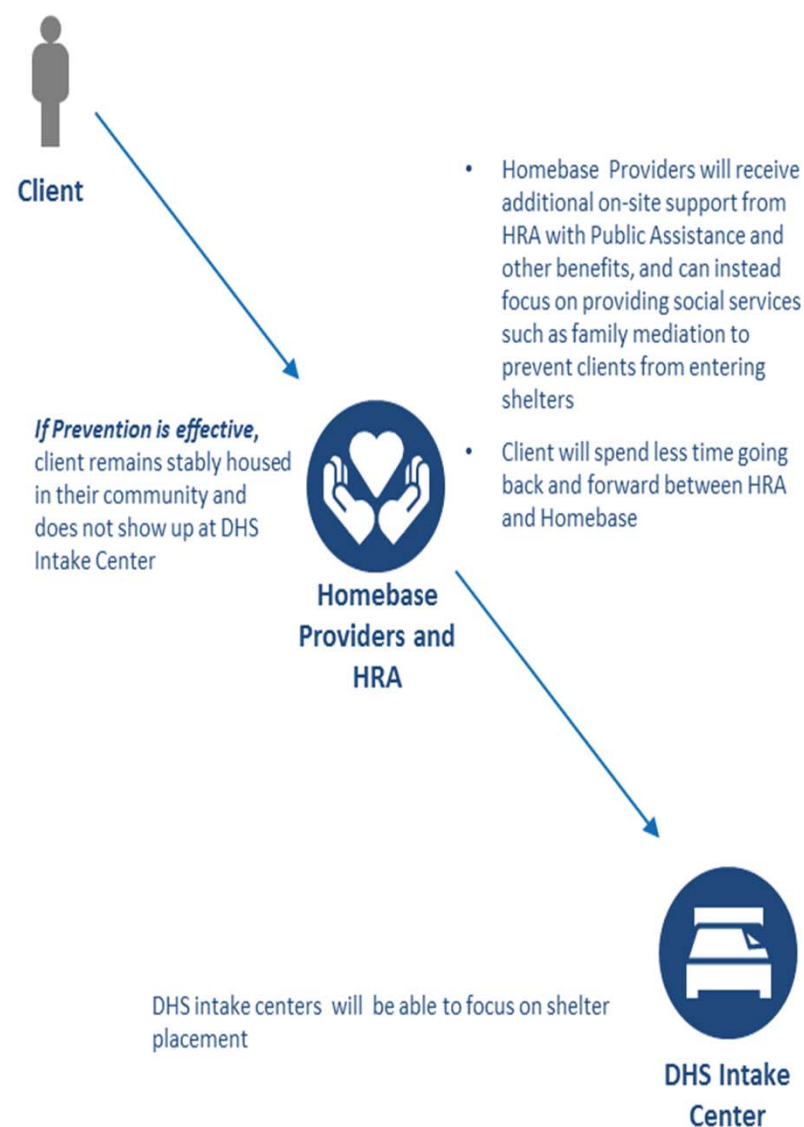 Client
• Homebase Providers will receive
additional on-site support from
HRA with Public Assistance and
other benefits, and can instead
focus on providing social services
such as family mediation to
prevent clients from entering
shelters
• Client will spend less time going
back and forward between HRA
and Homebase
If Prevention is effective,
client remains stably housed
in their community and
does not show up at DHS
Intake Center
Homebase
Providers and
HRA
DHS intake centers will be able to focus on shelter
placement
DHS Intake
Center